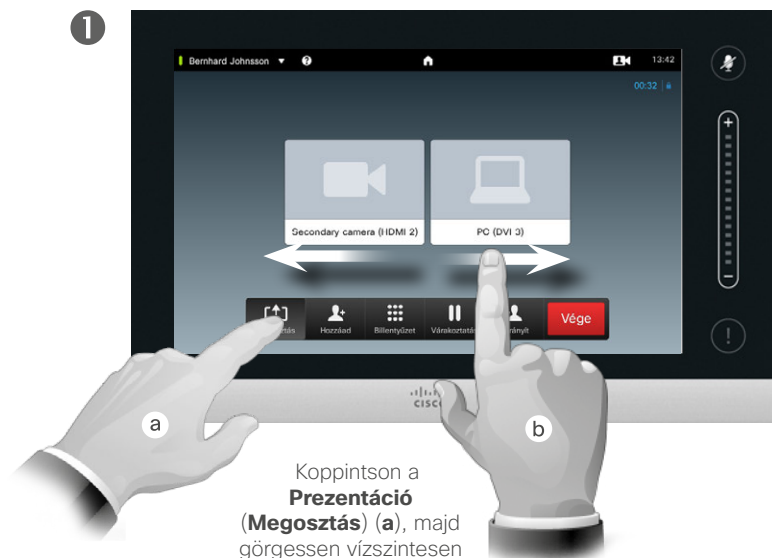 1
Bernhard Johnsson ? 13:42
00:32
Secondary camera (HDMI 2) PC (DVI 3)
Hozzáad Billentyűzet Vége
+
−
!
CISCO
a b
Koppintson a
Prezentáció
(Megosztás) (a), majd
görgessen vízszintesen